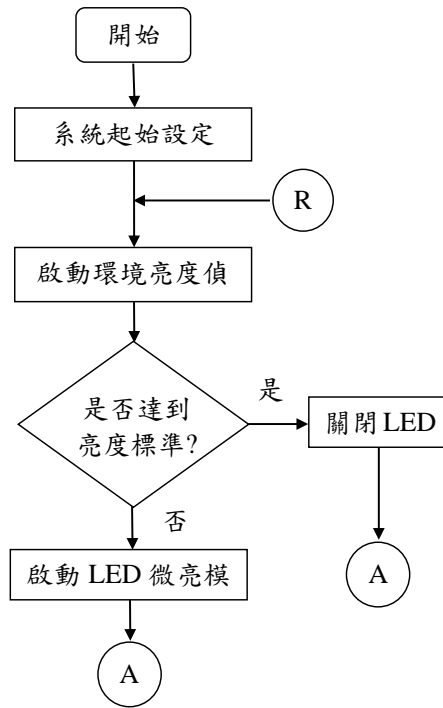 開始
系統起始設定
R
啟動環境亮度偵
是否達到
亮度標準?
是
關閉 LED
否
啟動 LED 微亮模
A
A